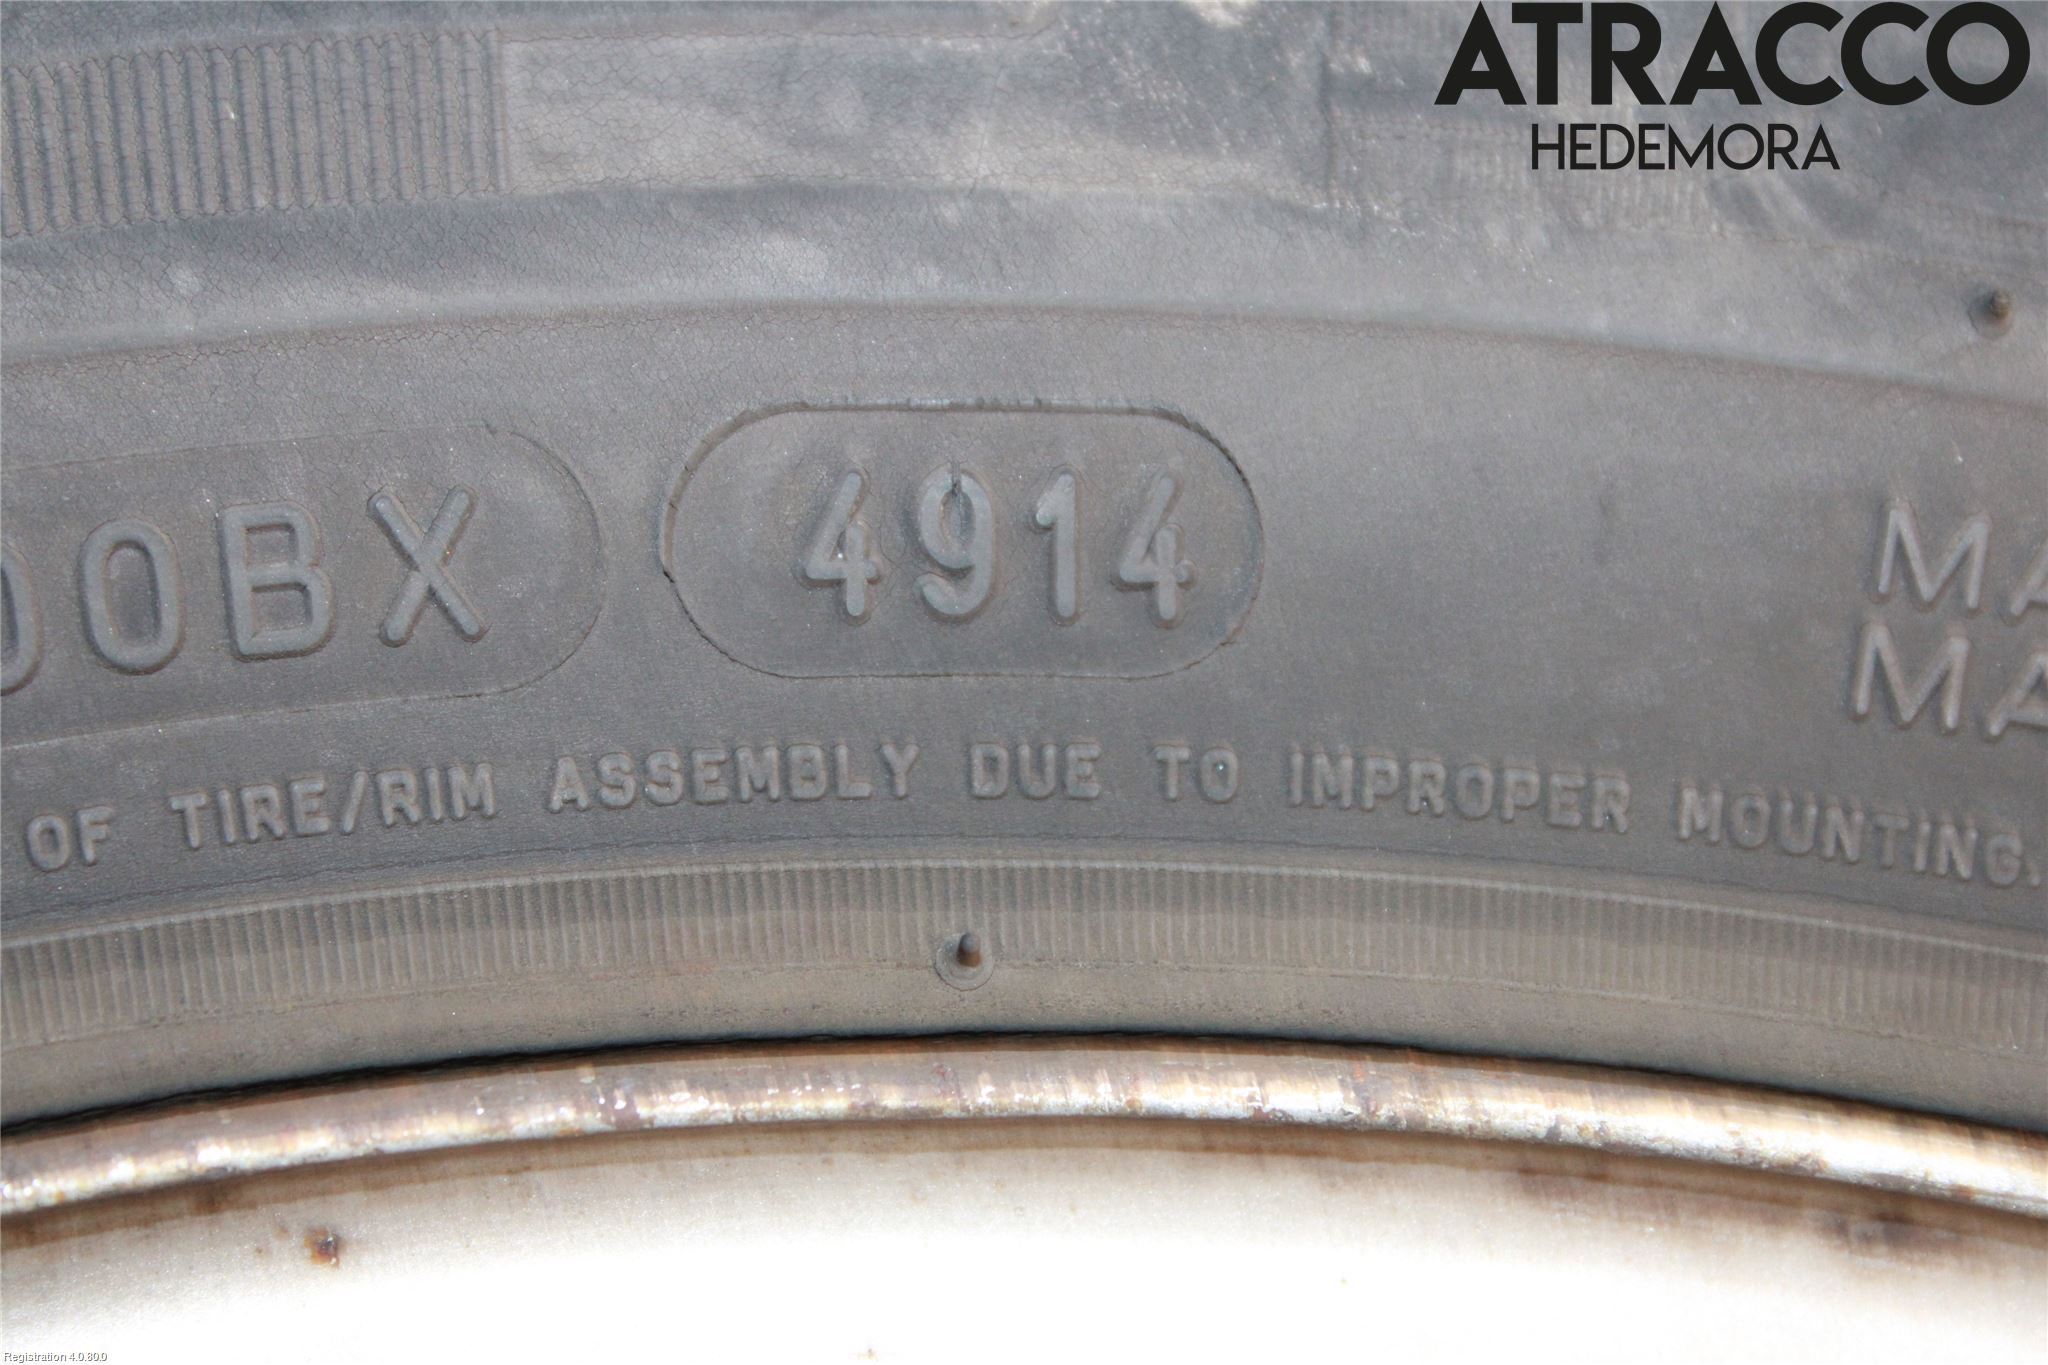 ATRACCO
HEDEMORA
00BX
4914
MA
MA
OF TIRE/RIM ASSEMBLY DUE TO IMPROPER MOUNTING.
Registration 4.0.80.0